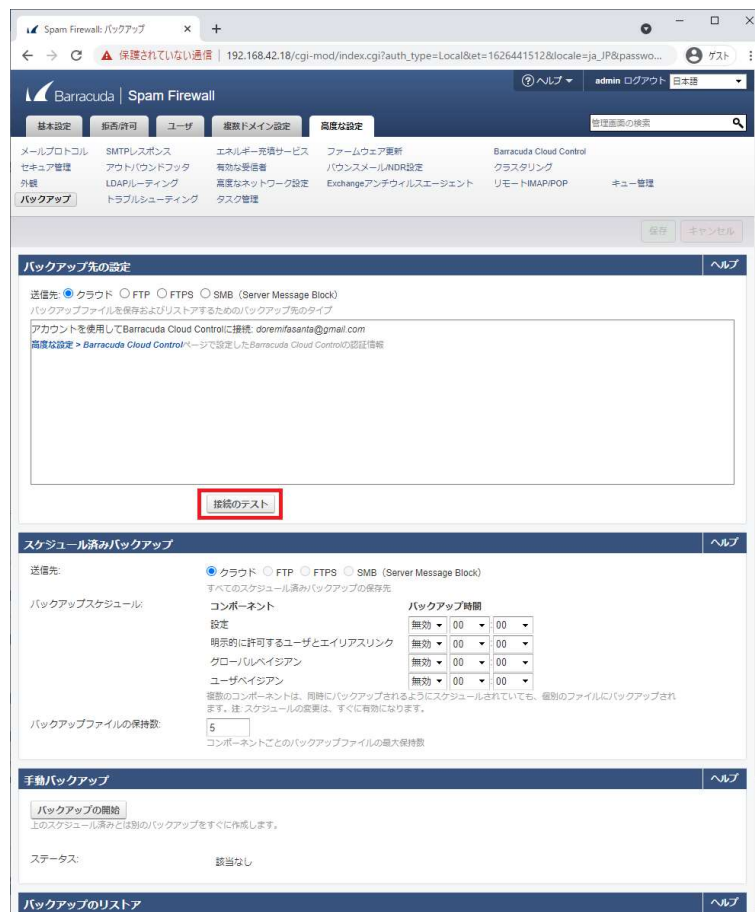 Spam Firewall: バックアップ
保護されていない通信 | 192.168.42.18/cgi-mod/index.cgi?auth_type=Local&et=1626441512&locale=ja_JP&passwo... ゲスト
Barracuda | Spam Firewall ヘルプ admin ログアウト 日本語
基本設定 拒否/許可 ユーザ 複数ドメイン設定 高度な設定 管理画面の検索
メールプロトコル SMTPレスポンス エネルギー充填サービス ファームウェア更新 Barracuda Cloud Control
セキュア管理 アウトバウンドフッタ 有効な受信者 バウンスメール/NDR設定 クラスタリング
外観 LDAPルーティング 高度なネットワーク設定 Exchangeアンチウィルスエージェント リモートIMAP/POP キュー管理
バックアップ トラブルシューティング タスク管理
保存 キャンセル
バックアップ先の設定 ヘルプ
送信先: クラウド FTP FTPS SMB (Server Message Block)
バックアップファイルを保存およびリストアするためのバックアップ先のタイプ
アカウントを使用してBarracuda Cloud Controlに接続: doremifasanta@gmail.com
高度な設定 > Barracuda Cloud Controlページで設定したBarracuda Cloud Controlの認証情報
接続のテスト
スケジュール済みバックアップ ヘルプ
送信先: クラウド FTP FTPS SMB (Server Message Block)
すべてのスケジュール済みバックアップの保存先
バックアップスケジュール: コンポーネント バックアップ時間
設定 無効 00 : 00
明示的に許可するユーザとエイリアスリンク 無効 00 : 00
グローバルベイジアン 無効 00 : 00
ユーザベイジアン 無効 00 : 00
複数のコンポーネントは、同時にバックアップされるようにスケジュールされていても、個別のファイルにバックアップされ
ます。注: スケジュールの変更は、すぐに有効になります。
バックアップファイルの保持数: 5
コンポーネントごとのバックアップファイルの最大保持数
手動バックアップ ヘルプ
バックアップの開始
上のスケジュール済みとは別のバックアップをすぐに作成します。
ステータス: 該当なし
バックアップのリストア ヘルプ